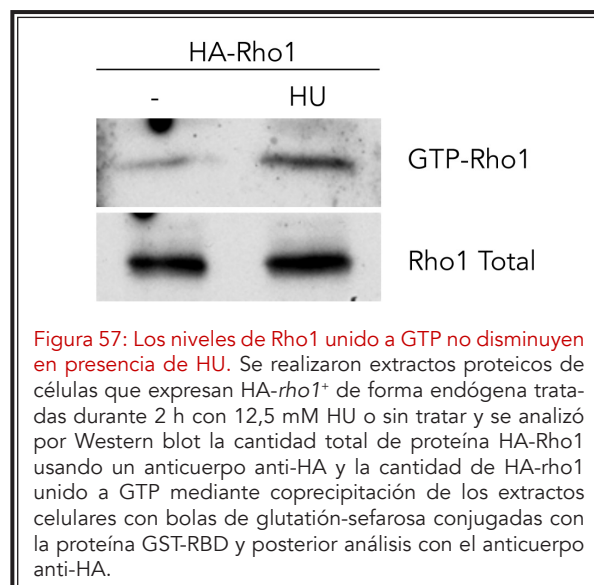 HA-Rho1
- HU
GTP-Rho1
Rho1 Total
Figura 57: Los niveles de Rho1 unido a GTP no disminuyen
en presencia de HU. Se realizaron extractos proteicos de
células que expresan HA-rho1⁺ de forma endógena trata-
das durante 2 h con 12,5 mM HU o sin tratar y se analizó
por Western blot la cantidad total de proteína HA-Rho1
usando un anticuerpo anti-HA y la cantidad de HA-rho1
unido a GTP mediante coprecipitación de los extractos
celulares con bolas de glutatión-sefarosa conjugadas con
la proteína GST-RBD y posterior análisis con el anticuerpo
anti-HA.